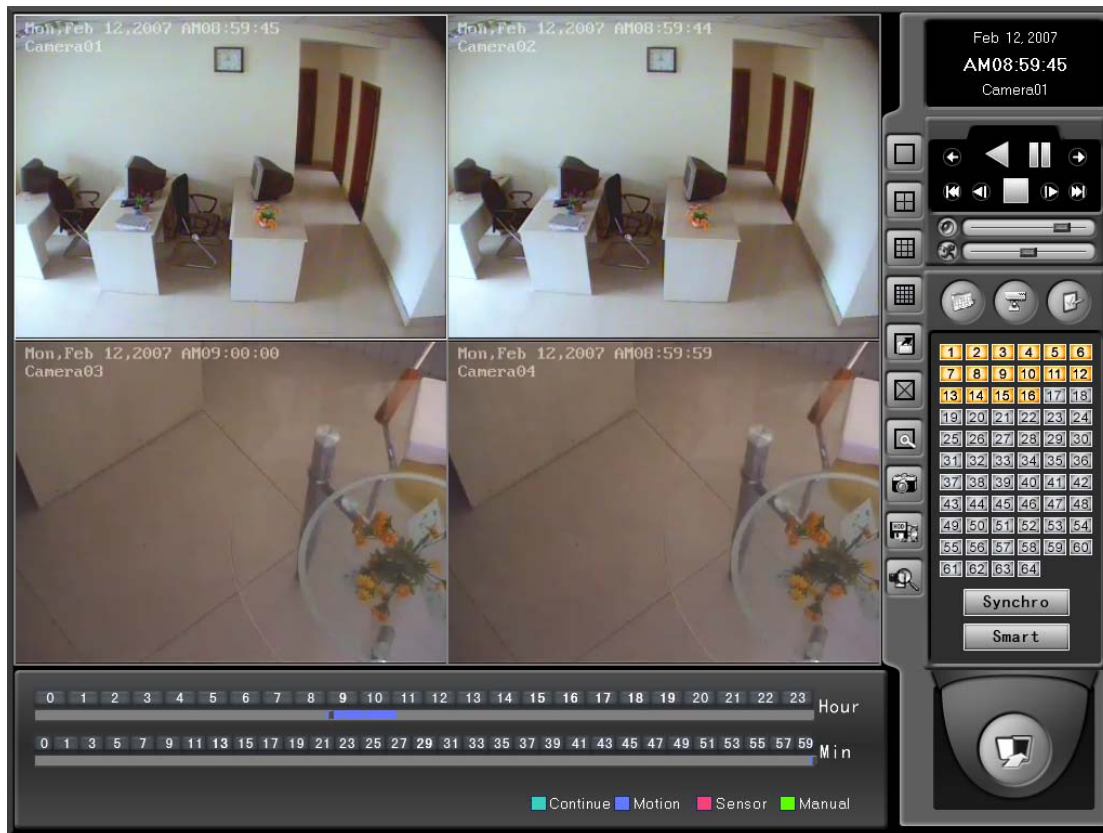 Mon,Feb 12,2007 AM08:59:45
Camera01
Mon,Feb 12,2007 AM08:59:44
Camera02
Feb 12, 2007
AM08:59:45
Camera01
Mon,Feb 12,2007 AM09:00:00
Camera03
Mon,Feb 12,2007 AM08:59:59
Camera04
HDD
1 2 3 4 5 6
7 8 9 10 11 12
13 14 15 16 17 18
19 20 21 22 23 24
25 26 27 28 29 30
31 32 33 34 35 36
37 38 39 40 41 42
43 44 45 46 47 48
49 50 51 52 53 54
55 56 57 58 59 60
61 62 63 64
Synchro
Smart
0 1 2 3 4 5 6 7 8 9 10 11 12 13 14 15 16 17 18 19 20 21 22 23 Hour
0 1 3 5 7 9 11 13 15 17 19 21 23 25 27 29 31 33 35 37 39 41 43 45 47 49 51 53 55 57 59 Min
Continue Motion Sensor Manual